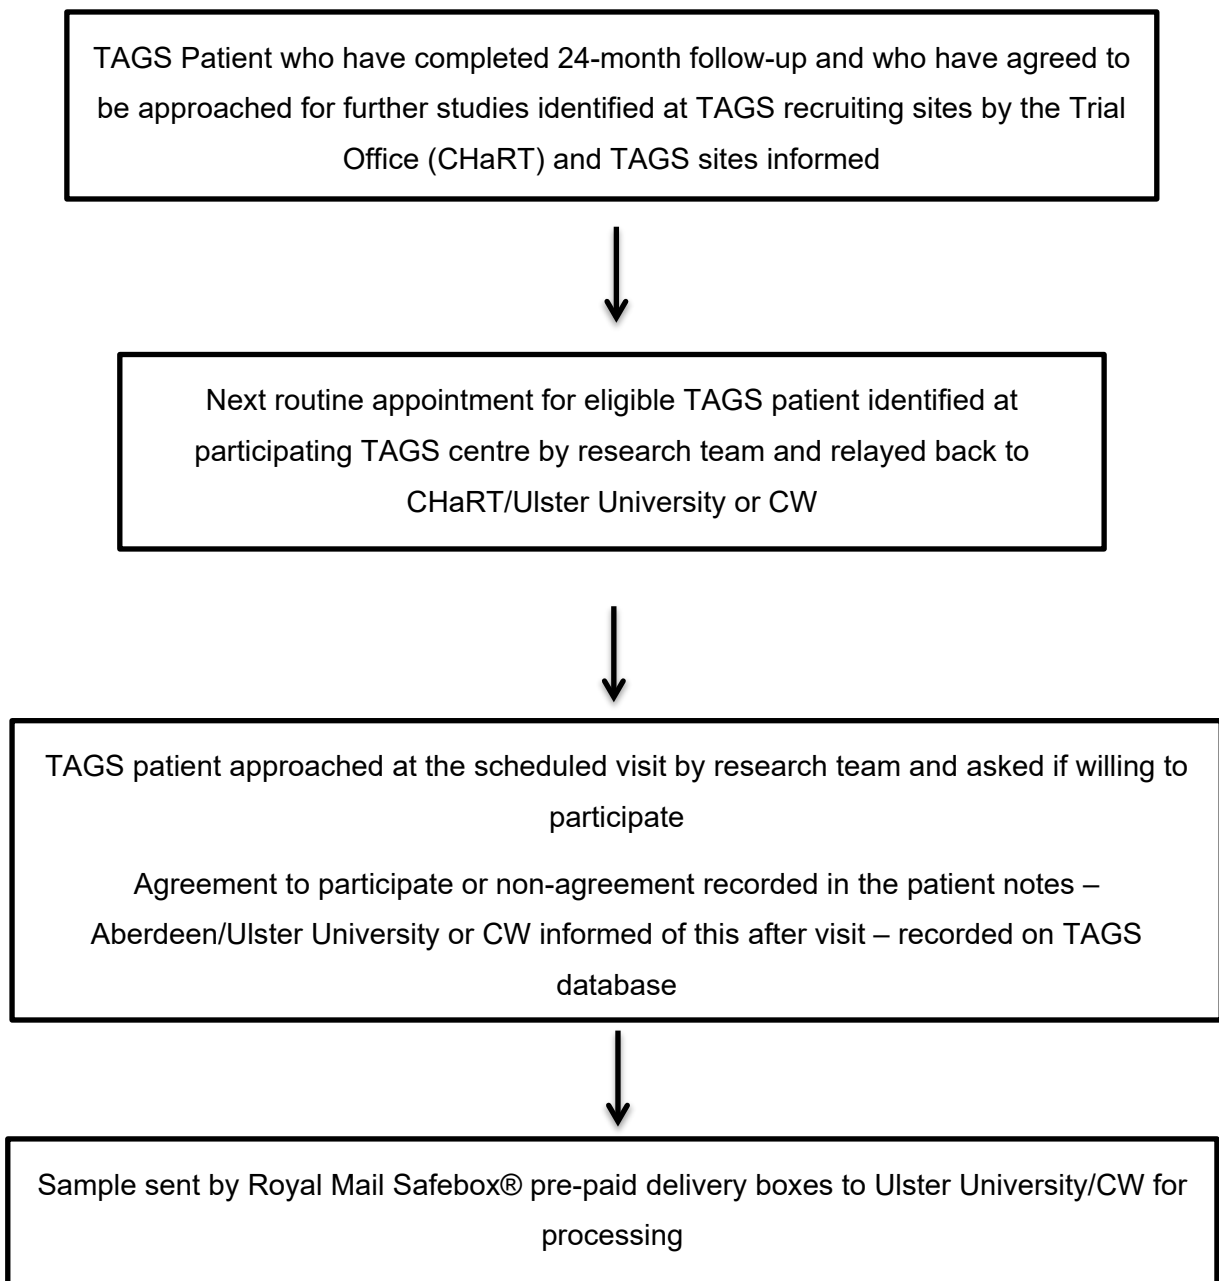 TAGS Patient who have completed 24-month follow-up and who have agreed to
be approached for further studies identified at TAGS recruiting sites by the Trial
Office (CHaRT) and TAGS sites informed
Next routine appointment for eligible TAGS patient identified at
participating TAGS centre by research team and relayed back to
CHaRT/Ulster University or CW
TAGS patient approached at the scheduled visit by research team and asked if willing to
participate
Agreement to participate or non-agreement recorded in the patient notes –
Aberdeen/Ulster University or CW informed of this after visit – recorded on TAGS
database
Sample sent by Royal Mail Safebox® pre-paid delivery boxes to Ulster University/CW for
processing